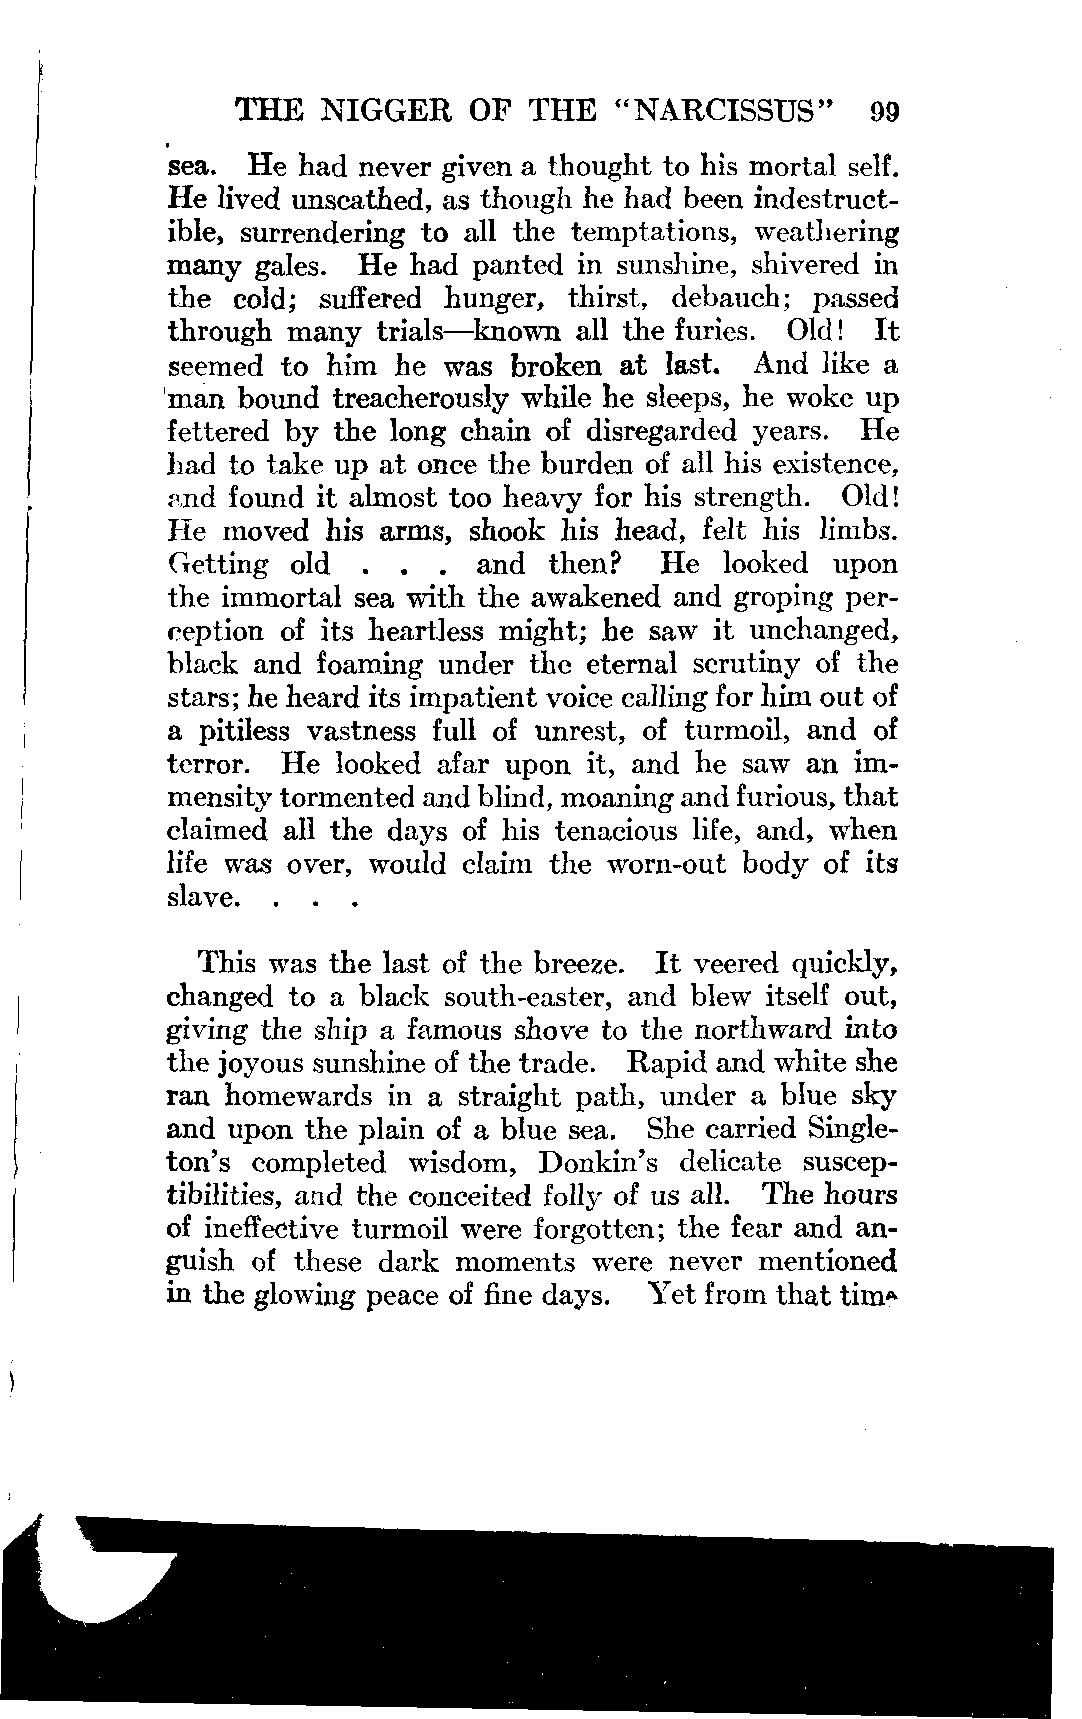 THE NIGGER OF THE “NARCISSUS” 99
sea. He had never given a thought to his mortal self.
He lived unscathed, as though he had been indestruct-
ible, surrendering to all the temptations, weathering
many gales. He had panted in sunshine, shivered in
the cold; suffered hunger, thirst, debauch; passed
through many trials—known all the furies. Old! It
seemed to him he was broken at last. And like a
man bound treacherously while he sleeps, he woke up
fettered by the long chain of disregarded years. He
had to take up at once the burden of all his existence,
and found it almost too heavy for his strength. Old!
He moved his arms, shook his head, felt his limbs.
Getting old . . . and then? He looked upon
the immortal sea with the awakened and groping per-
ception of its heartless might; he saw it unchanged,
black and foaming under the eternal scrutiny of the
stars; he heard its impatient voice calling for him out of
a pitiless vastness full of unrest, of turmoil, and of
terror. He looked afar upon it, and he saw an im-
mensity tormented and blind, moaning and furious, that
claimed all the days of his tenacious life, and, when
life was over, would claim the worn-out body of its
slave. . . .
This was the last of the breeze. It veered quickly,
changed to a black south-easter, and blew itself out,
giving the ship a famous shove to the northward into
the joyous sunshine of the trade. Rapid and white she
ran homewards in a straight path, under a blue sky
and upon the plain of a blue sea. She carried Single-
ton's completed wisdom, Donkin's delicate suscep-
tibilities, and the conceited folly of us all. The hours
of ineffective turmoil were forgotten; the fear and an-
guish of these dark moments were never mentioned
in the glowing peace of fine days. Yet from that time